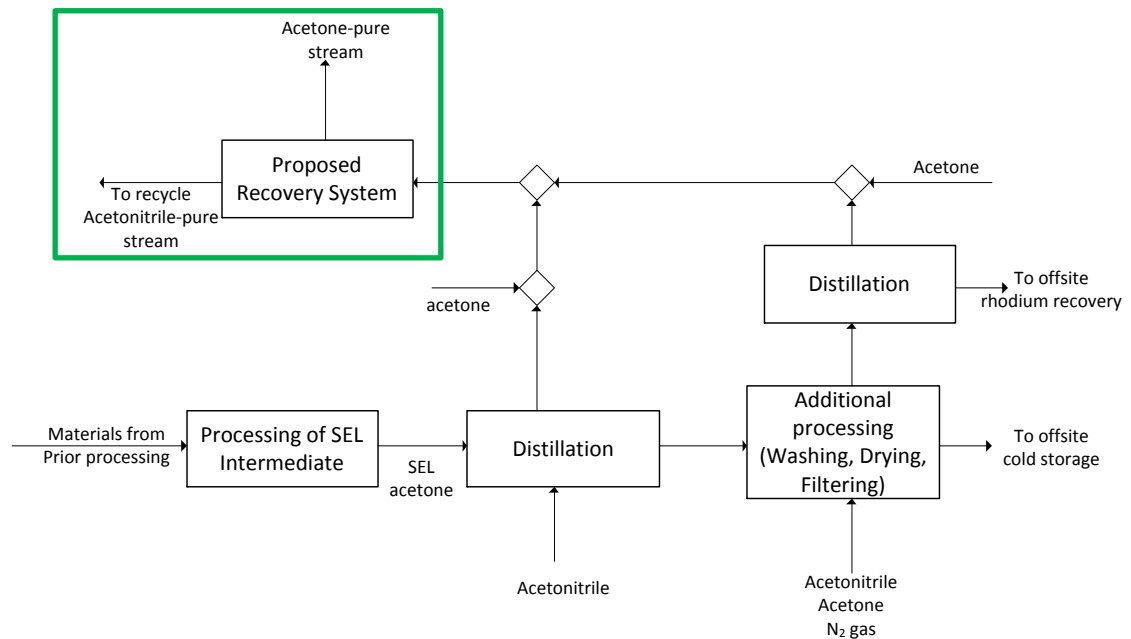 Acetone-pure
stream
Proposed
Recovery System
To recycle
Acetonitrile-pure
stream
Acetone
acetone
Distillation
To offsite
rhodium recovery
Materials from
Prior processing
Processing of SEL
Intermediate
SEL
acetone
Distillation
Additional
processing
(Washing, Drying,
Filtering)
To offsite
cold storage
Acetonitrile
Acetonitrile
Acetone
N₂ gas